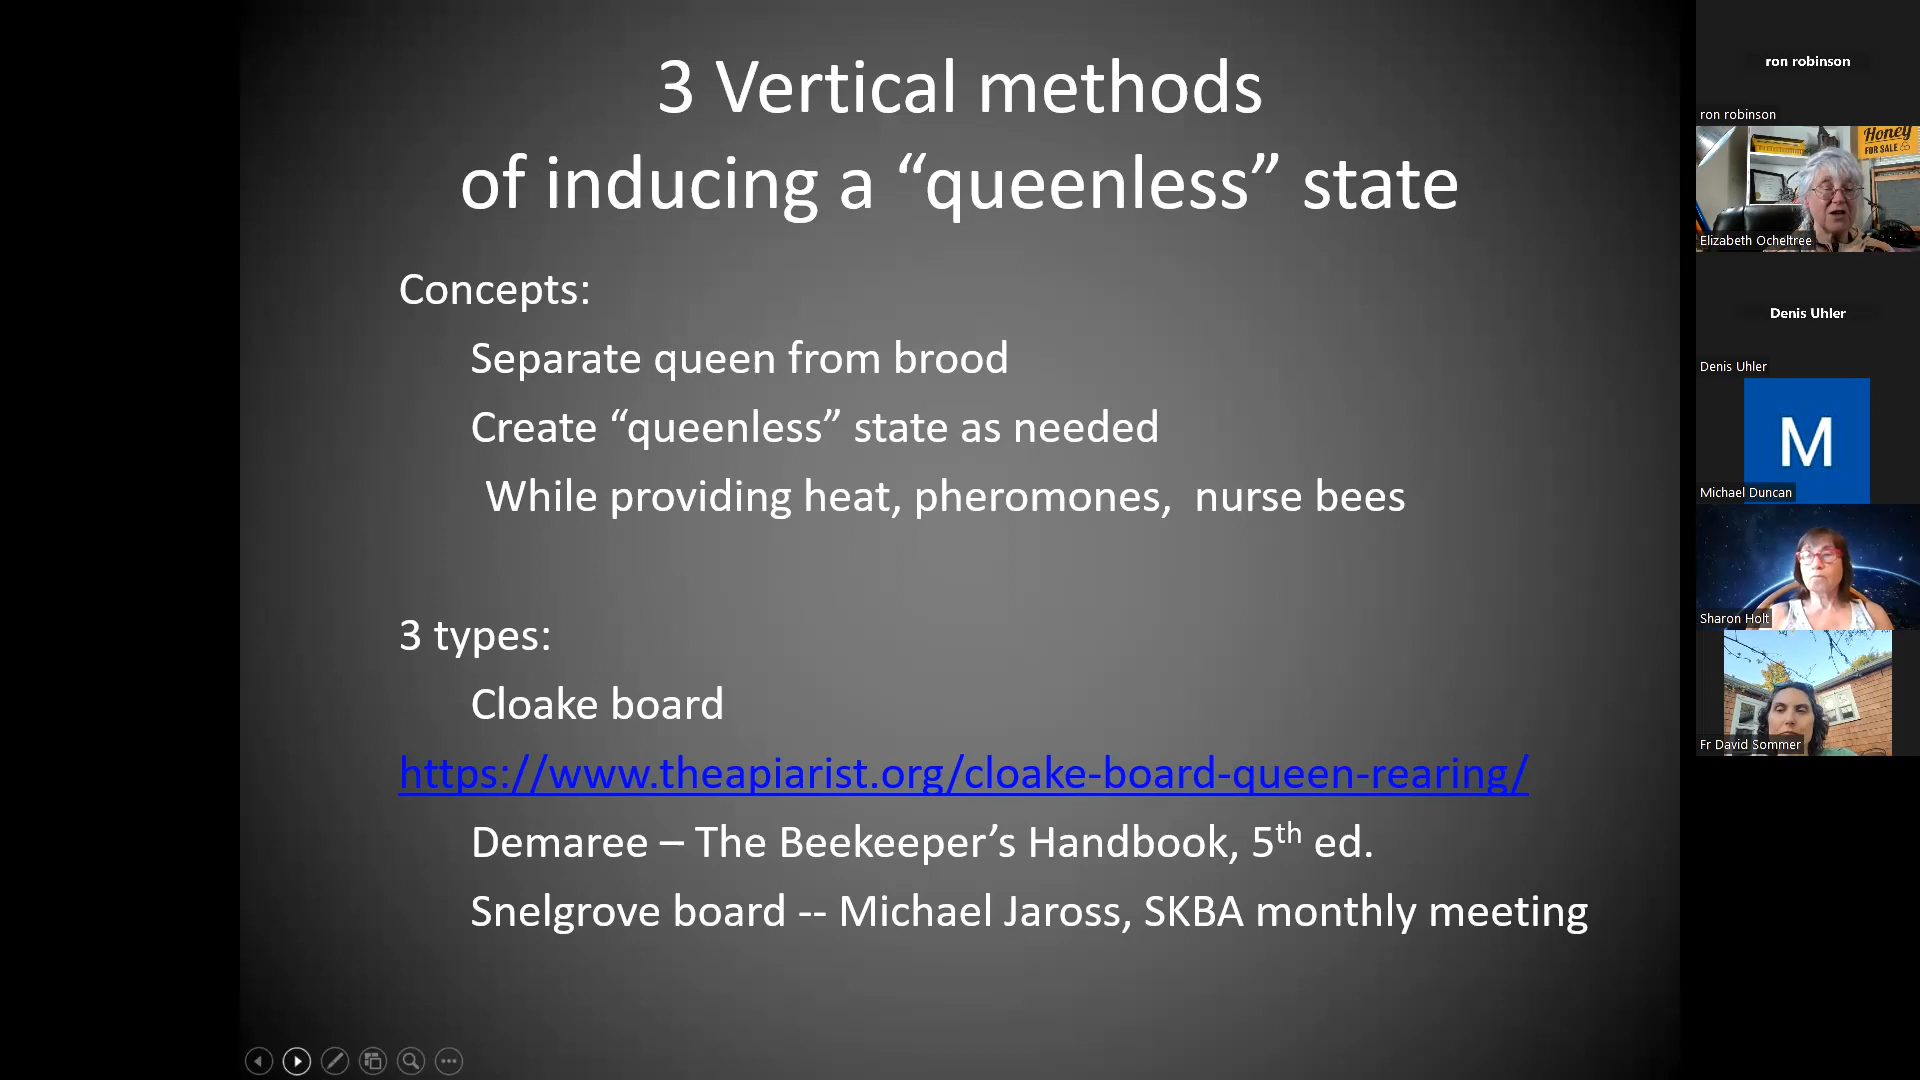 3 Vertical methods
of inducing a “queenless” state
Concepts:
Separate queen from brood
Create “queenless” state as needed
While providing heat, pheromones,  nurse bees
3 types:
Cloake board
https://www.theapiarist.org/cloake-board-queen-rearing/
Demaree – The Beekeeper’s Handbook, 5th ed.
Snelgrove board -- Michael Jaross, SKBA monthly meeting
ron robinson
ron robinson
Honey
FOR SALE
Elizabeth Ocheltree
Denis Uhler
Denis Uhler
M
Michael Duncan
Sharon Holt
Fr David Sommer